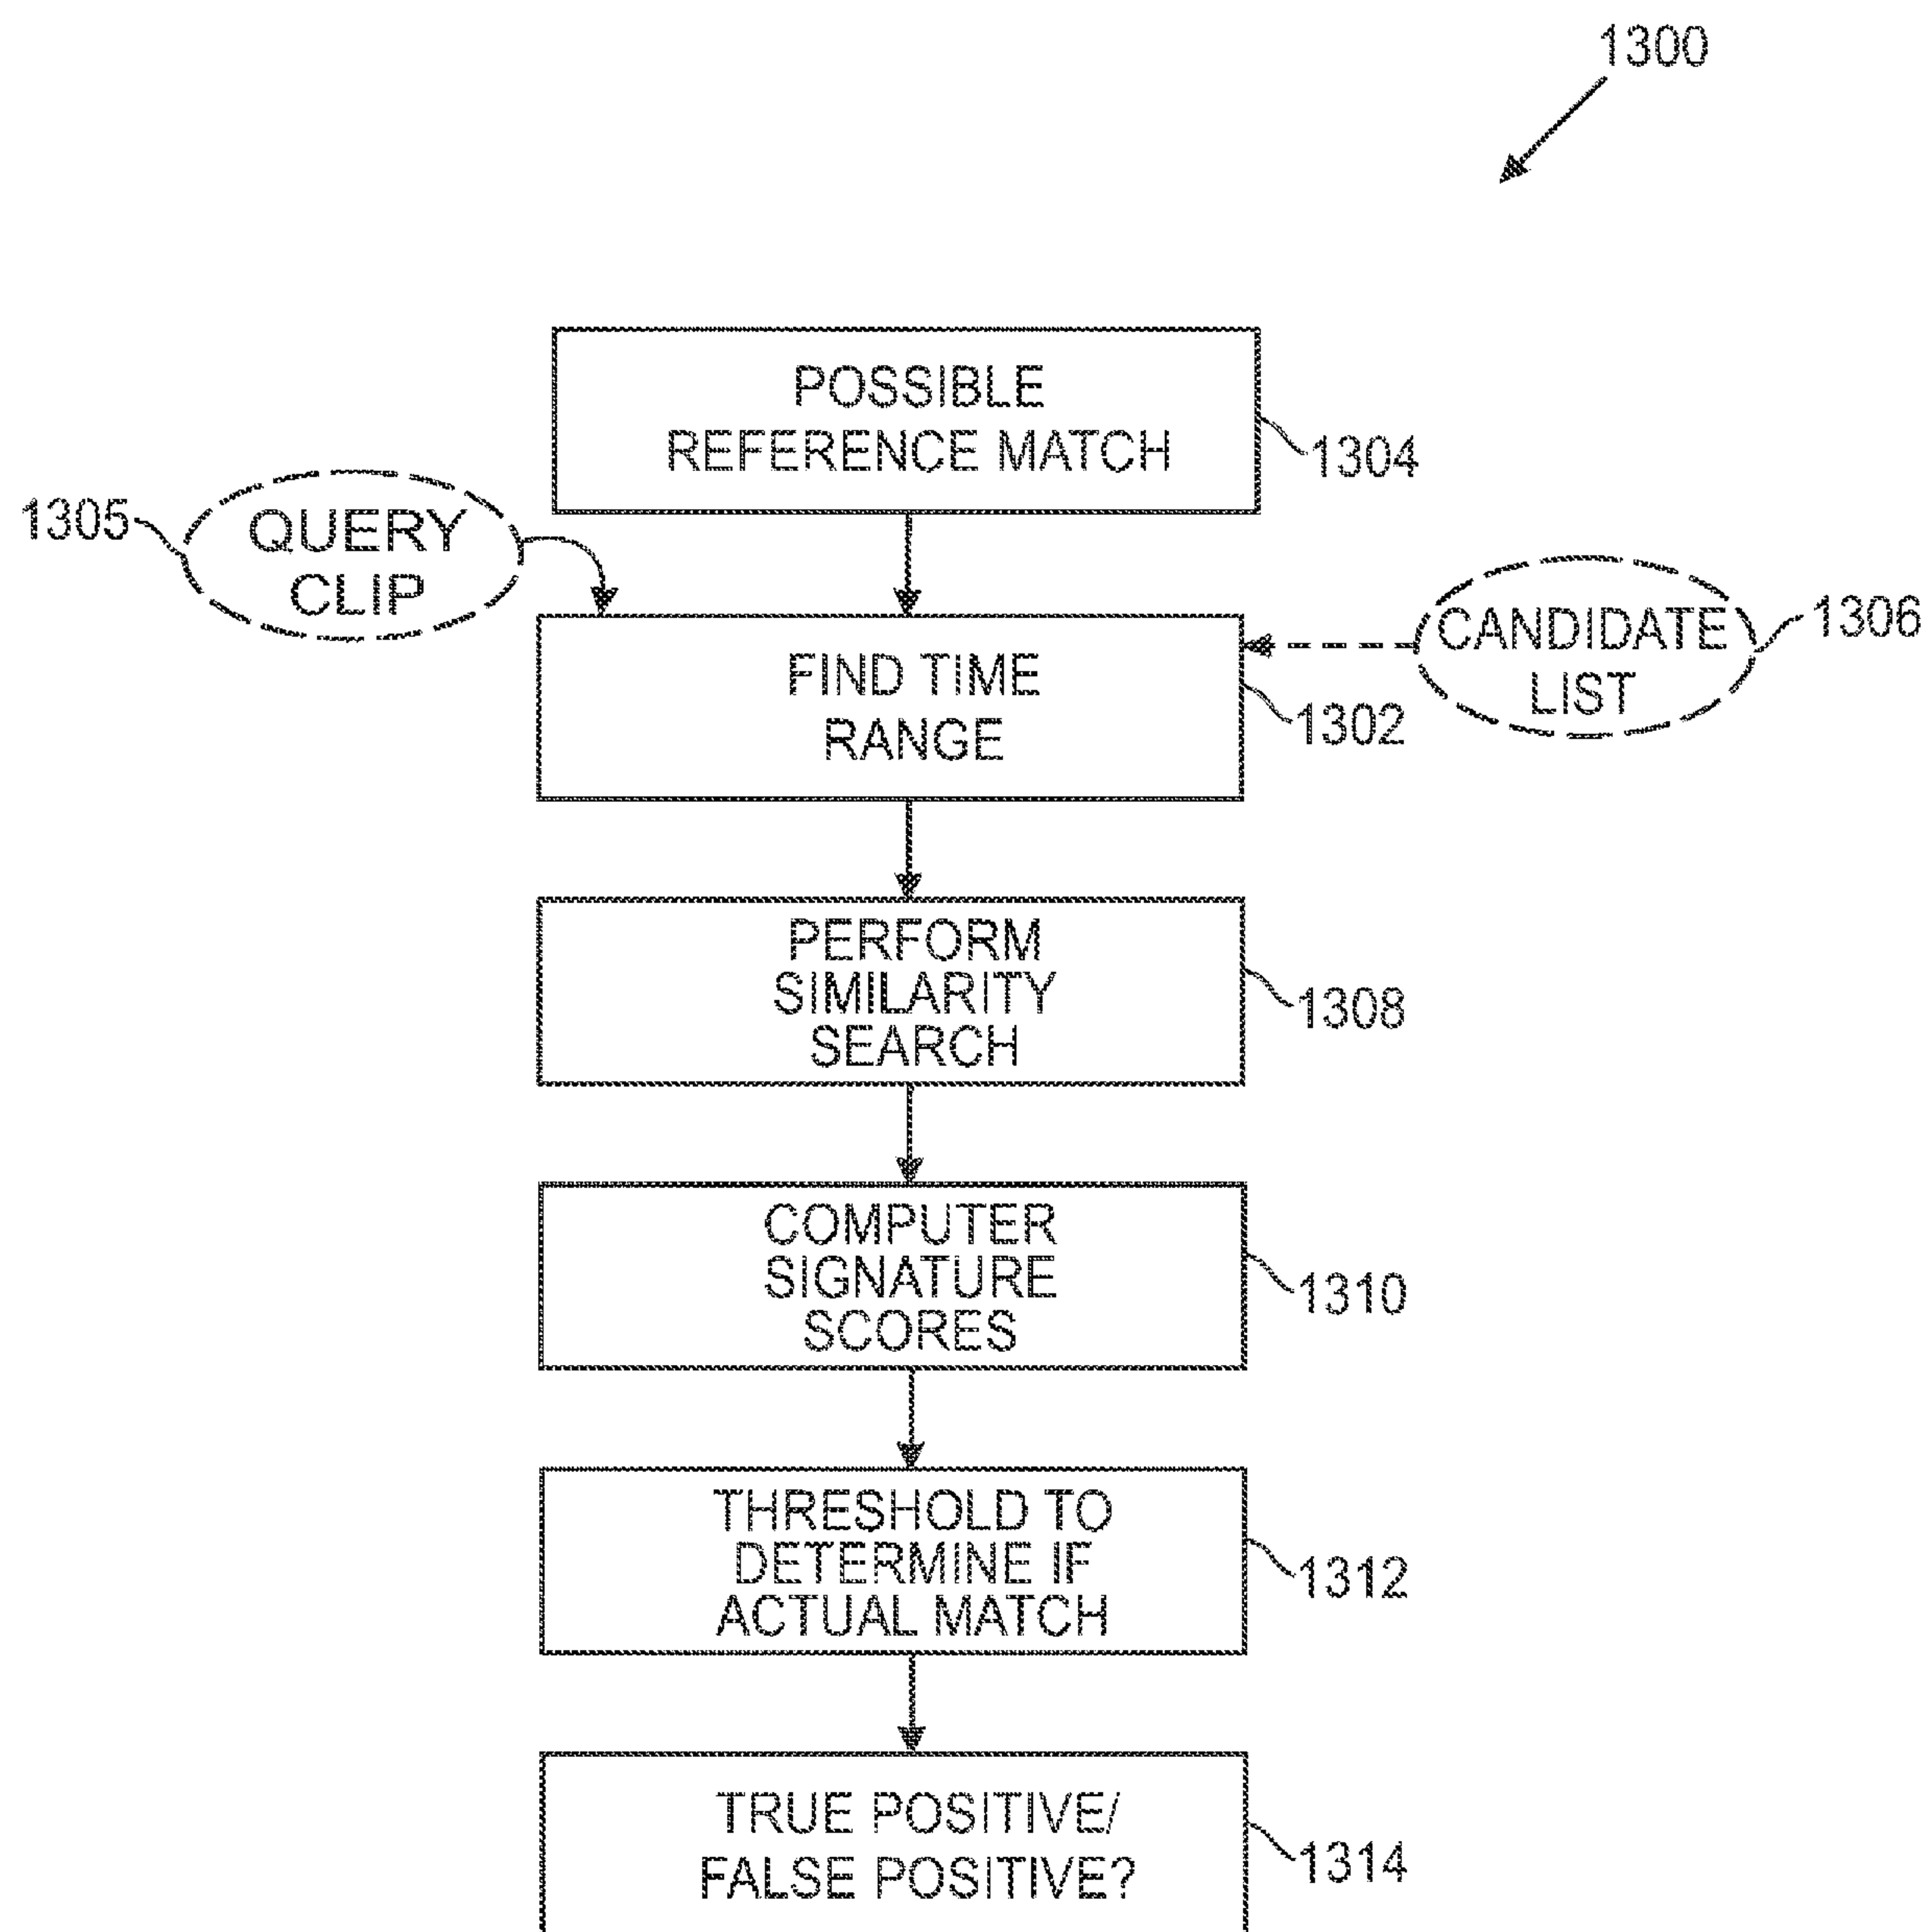 1300
POSSIBLE
REFERENCE MATCH
1304
1305
QUERY
CLIP
CANDIDATE
LIST
1306
FIND TIME
RANGE
1302
PERFORM
SIMILARITY
SEARCH
1308
COMPUTER
SIGNATURE
SCORES
1310
THRESHOLD TO
DETERMINE IF
ACTUAL MATCH
1312
TRUE POSITIVE/
FALSE POSITIVE?
1314